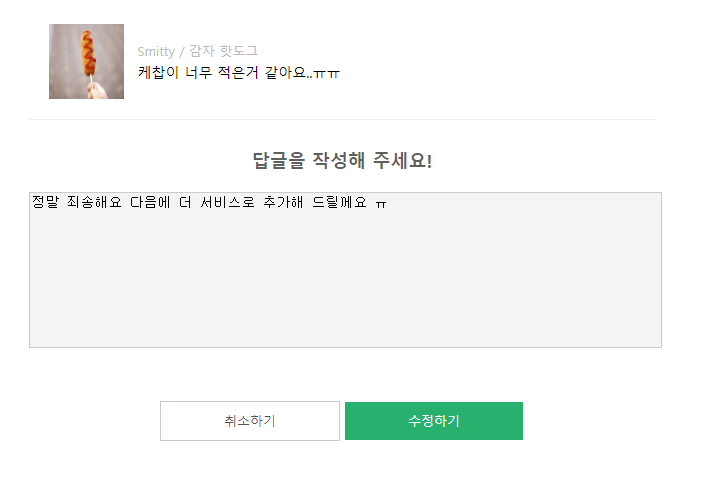 Smitty / 감자 핫도그
케찹이 너무 적은거 같아요..ㅠㅠ
답글을 작성해 주세요!
정말 죄송해요 다음에 더 서비스로 추가해 드릴께요 ㅠ
취소하기
수정하기